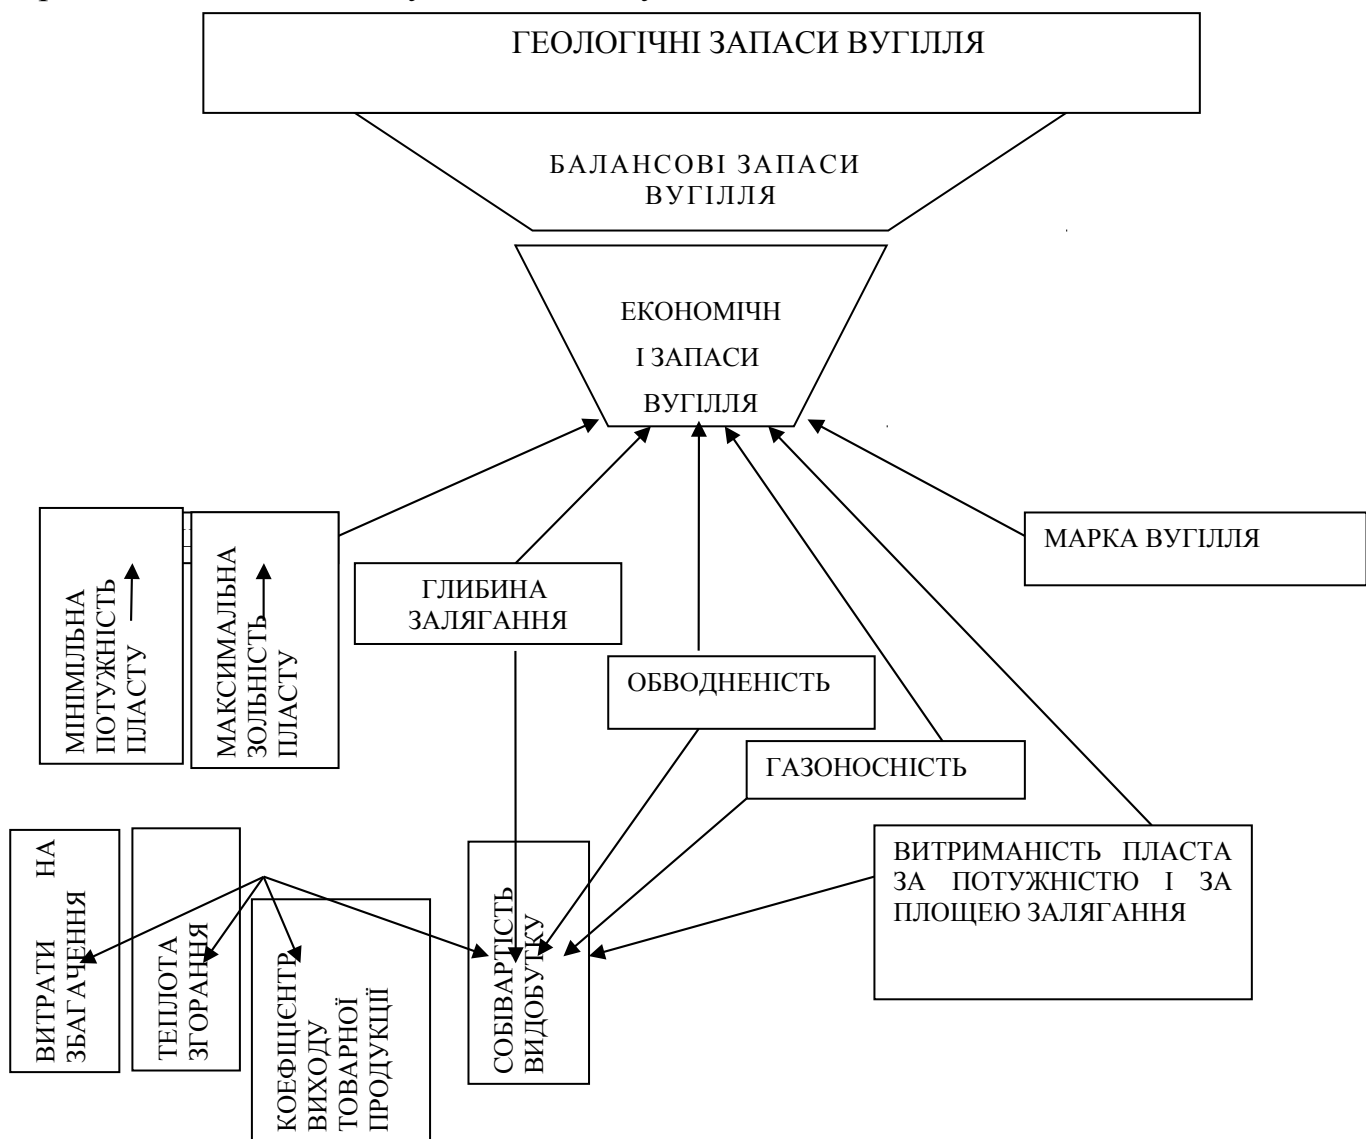 ГЕОЛОГІЧНІ ЗАПАСИ ВУГІЛЛЯ
БАЛАНСОВІ ЗАПАСИ
ВУГІЛЛЯ
ЕКОНОМІЧН
І ЗАПАСИ
ВУГІЛЛЯ
МІНІМІЛЬНА
ПОТУЖНІСТЬ
ПЛАСТУ
МАКСИМАЛЬНА
ЗОЛЬНІСТЬ
ПЛАСТУ
ГЛИБИНА
ЗАЛЯГАННЯ
МАРКА ВУГІЛЛЯ
ОБВОДНЕНІСТЬ
ГАЗОНОСНІСТЬ
ВИТРИМАНІСТЬ ПЛАСТА
ЗА ПОТУЖНІСТЮ І ЗА
ПЛОЩЕЮ ЗАЛЯГАННЯ
ВИТРАТИ НА
ЗБАГАЧЕННЯ
ТЕПЛОТА
ЗГОРАННЯ
КОЕФІЦІЄНТР
ВИХОДУ
ТОВАРНОЇ
ПРОДУКЦІЇ
СОБІВАРТІСТЬ
ВИДОБУТКУ